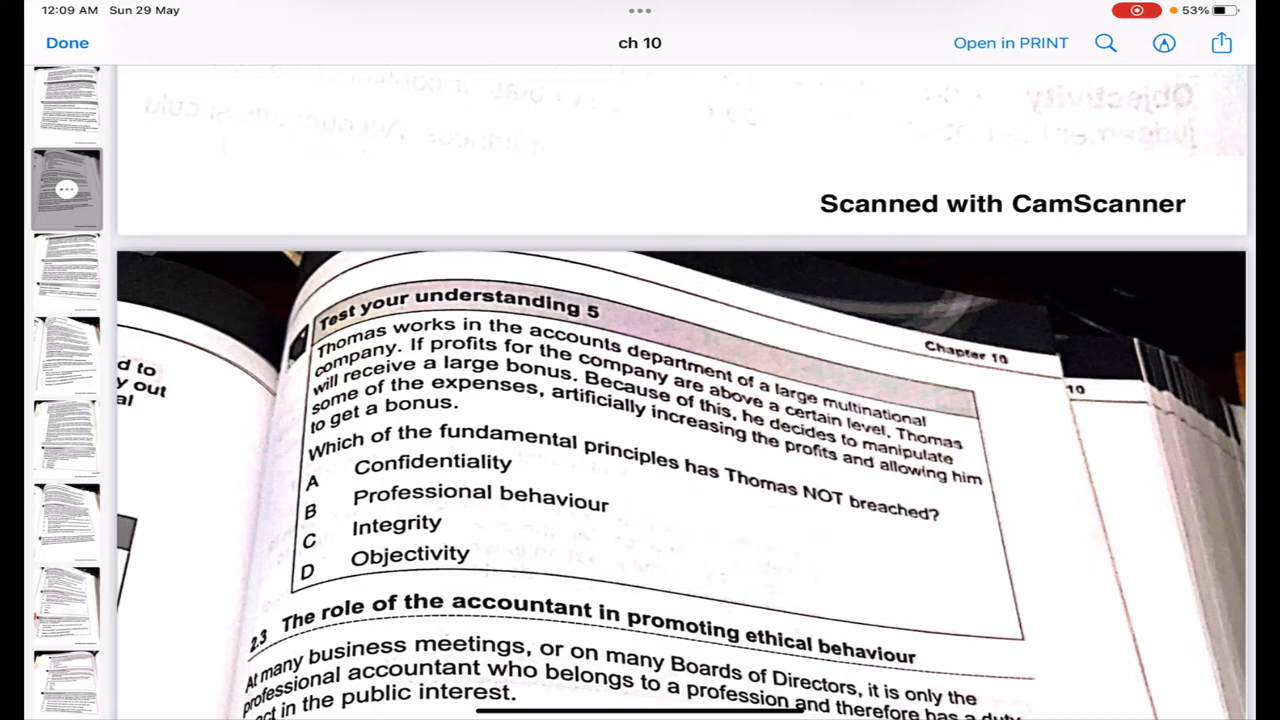 12:09 AM Sun 29 May
53%
Done
ch 10
Open in PRINT
Objectivity
Scanned with CamScanner
Chapter 10
10
d to
y out
al
Test your understanding 5
Thomas works in the accounts department of a large multinational
company. If profits for the company are above a certain level, Thomas
will receive a large bonus. Because of this, he decides to manipulate
some of the expenses, artificially increasing the profits and allowing him
to get a bonus.
Which of the fundamental principles has Thomas NOT breached?
A Confidentiality
B Professional behaviour
C Integrity
D Objectivity
2.3 The role of the accountant in promoting ethical behaviour
At many business meetings, or on many Boards of Directors, it is only the
professional accountant who belongs to a profession and therefore has a duty
act in the public interest.